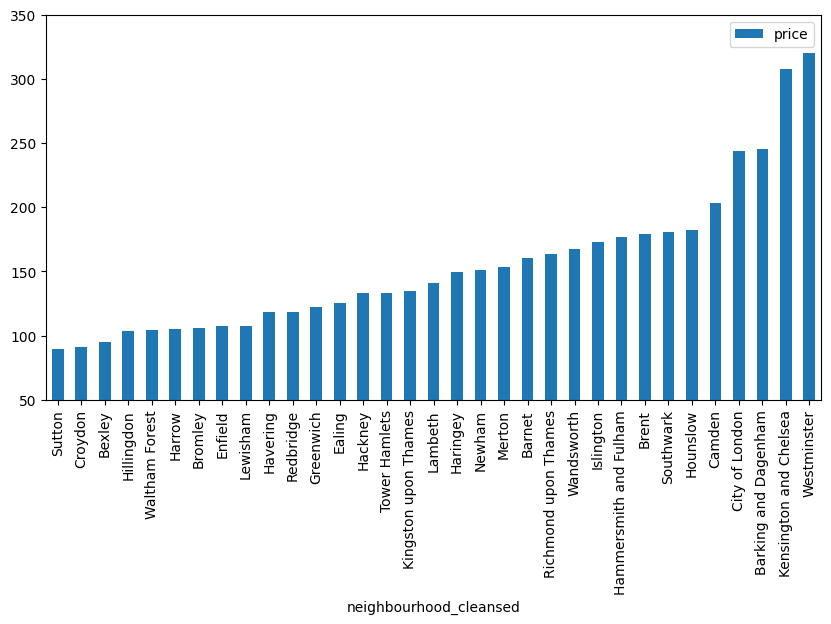 350
300
250
200
150
100
50
price
Sutton
Croydon
Bexley
Hillingdon
Waltham Forest
Harrow
Bromley
Enfield
Lewisham
Havering
Redbridge
Greenwich
Ealing
Hackney
Tower Hamlets
Kingston upon Thames
Lambeth
Haringey
Newham
Merton
Barnet
Richmond upon Thames
Wandsworth
Islington
Hammersmith and Fulham
Brent
Southwark
Hounslow
Camden
City of London
Barking and Dagenham
Kensington and Chelsea
Westminster
neighbourhood_cleansed